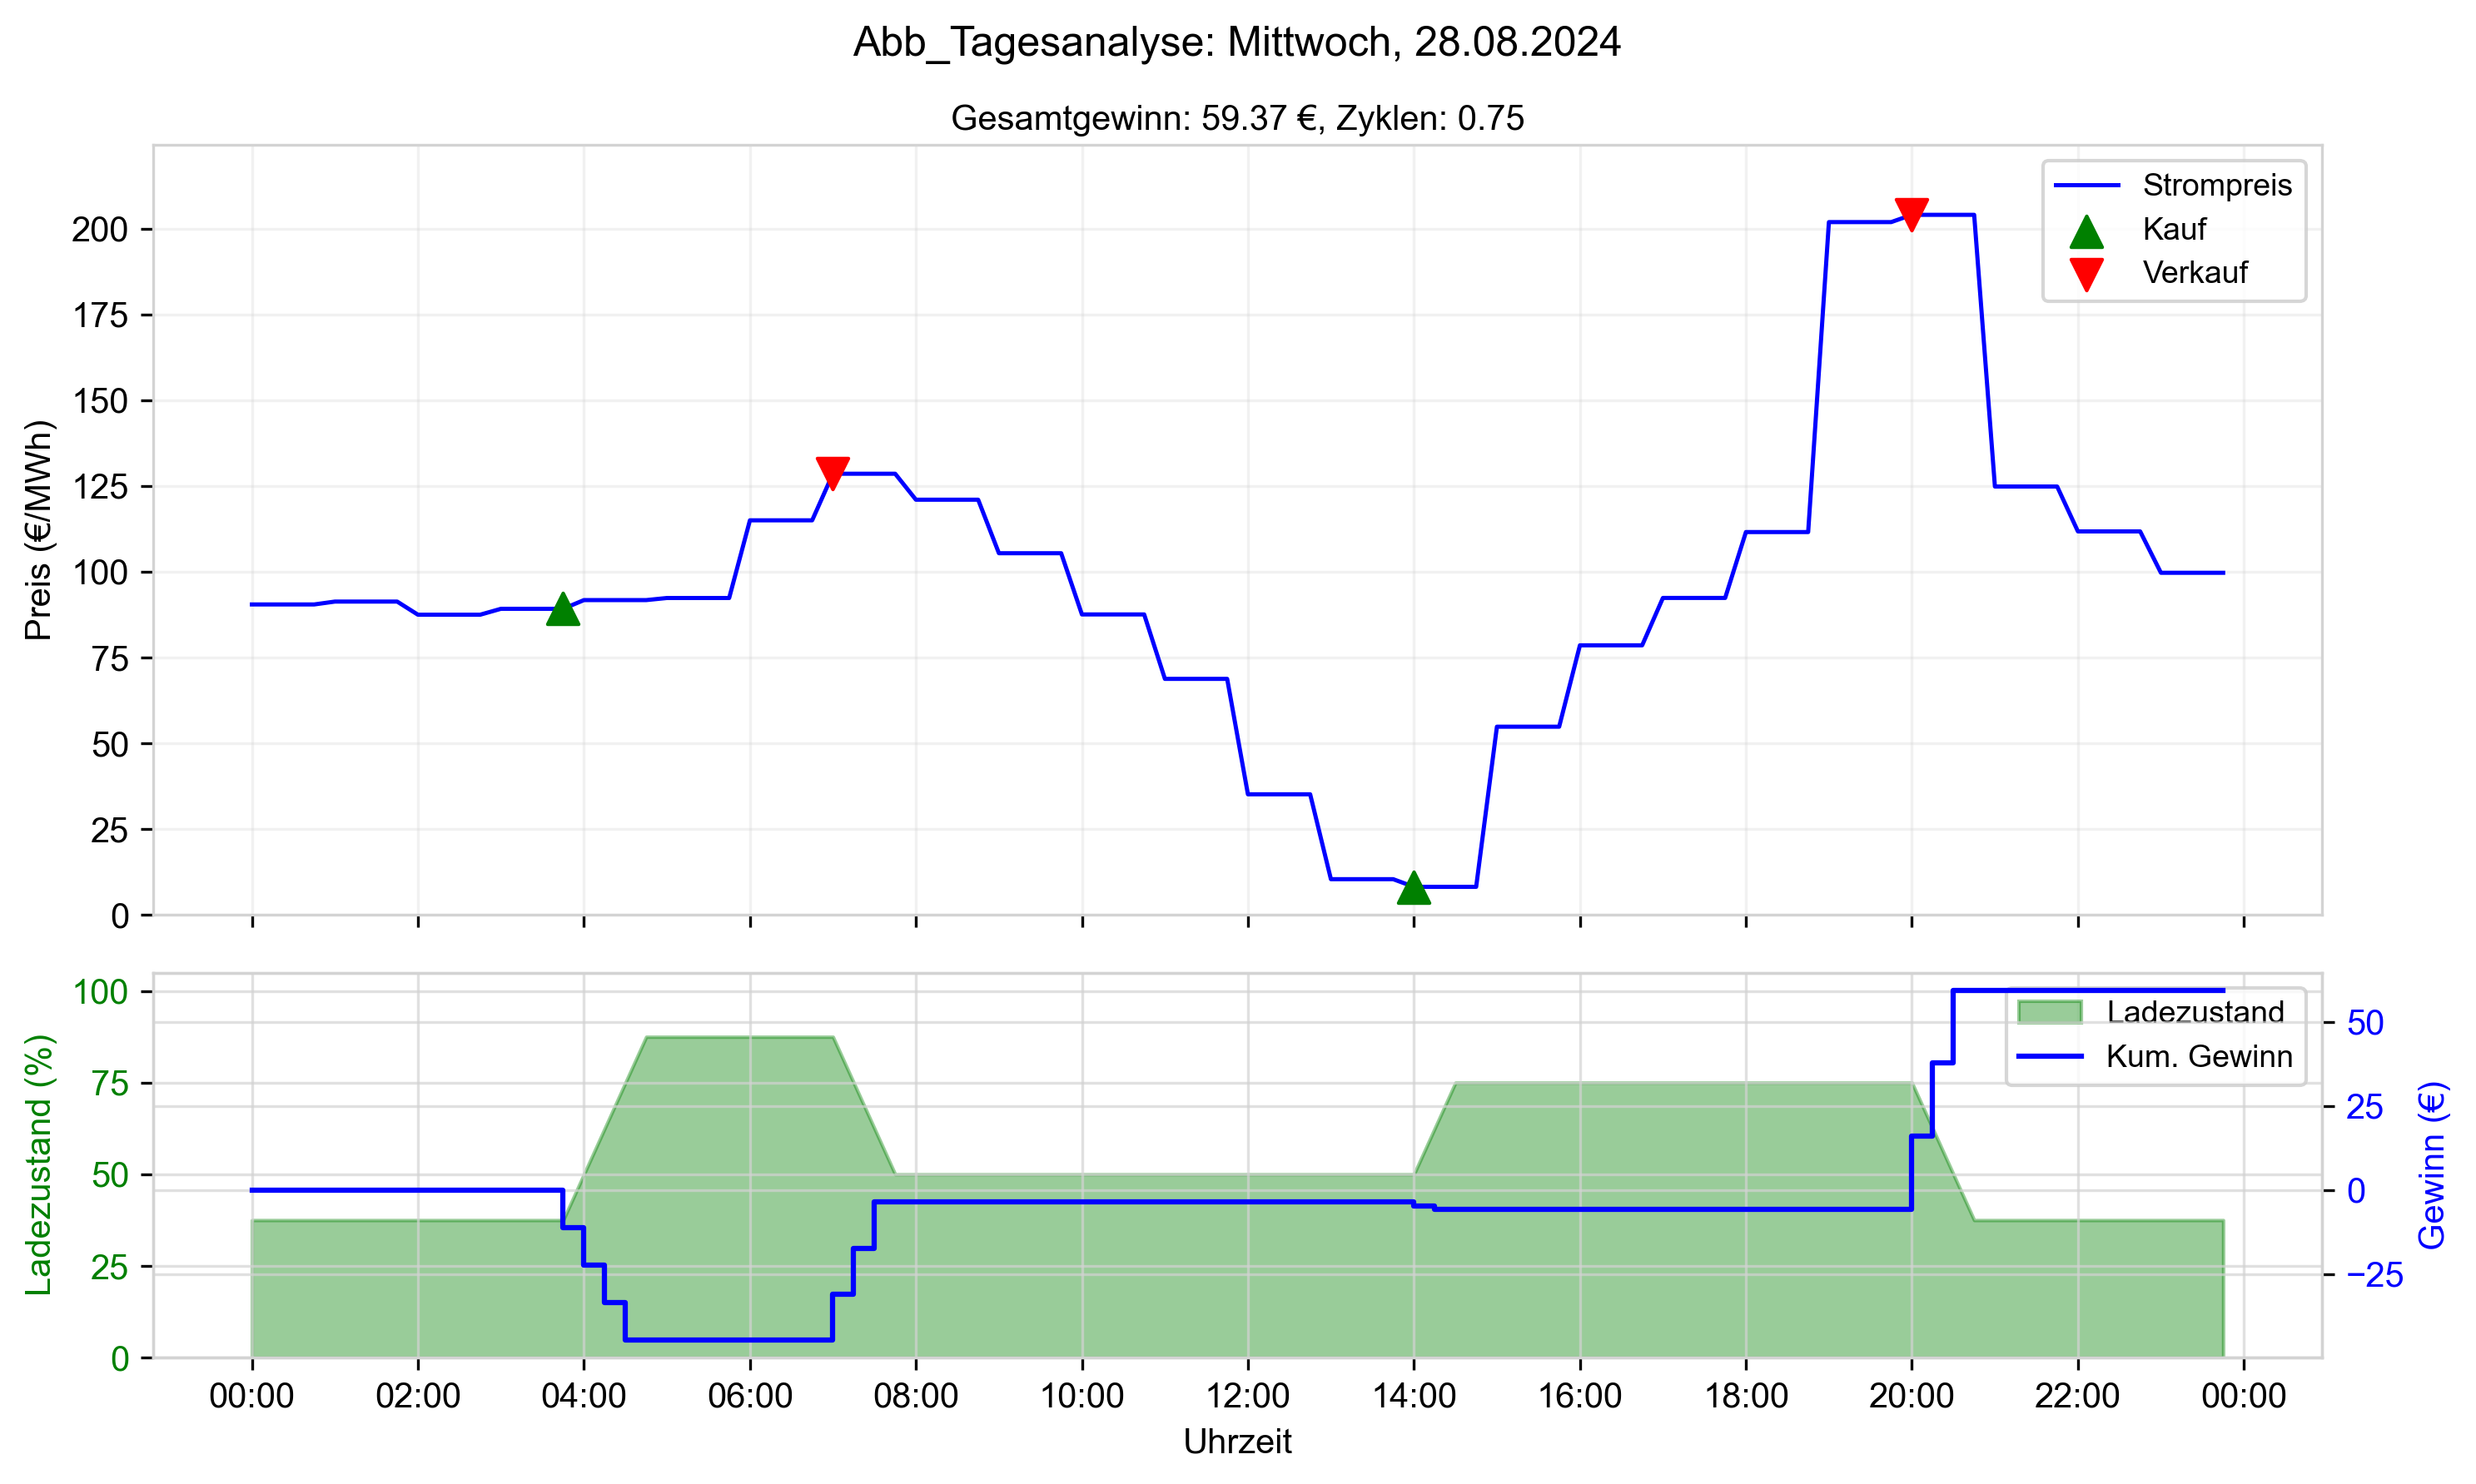 Abb_Tagesanalyse: Mittwoch, 28.08.2024
Gesamtgewinn: 59.37 €, Zyklen: 0.75
Strompreis
Kauf
Verkauf
Preis (€/MWh)
200
175
150
125
100
75
50
25
0
Ladezustand
Kum. Gewinn
Ladezustand (%)
100
75
50
25
0
Gewinn (€)
50
25
0
−25
00:00 02:00 04:00 06:00 08:00 10:00 12:00 14:00 16:00 18:00 20:00 22:00 00:00
Uhrzeit